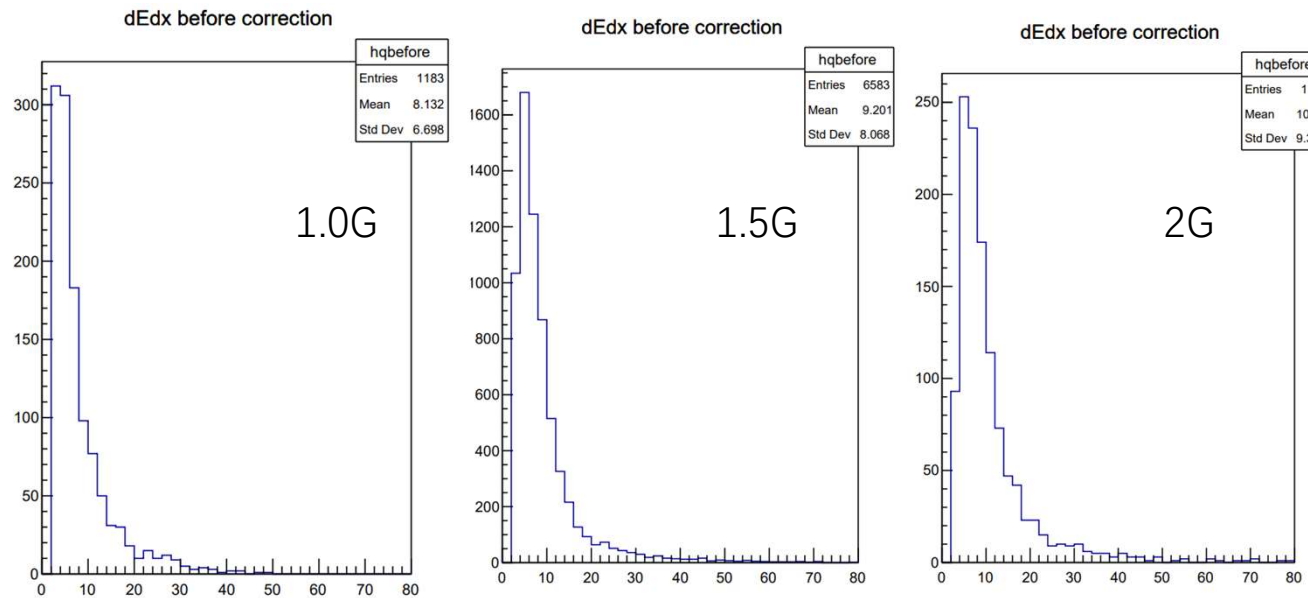 dEdx before correction
hqbefore
Entries 1183
Mean 8.132
Std Dev 6.698
1.0G
300
250
200
150
100
50
0
0 10 20 30 40 50 60 70 80
dEdx before correction
hqbefore
Entries 6583
Mean 9.201
Std Dev 8.068
1.5G
1600
1400
1200
1000
800
600
400
200
0
0 10 20 30 40 50 60 70 80
dEdx before correction
hqbefore
Entries 1
Mean 10
Std Dev 9.3
2G
250
200
150
100
50
0
0 10 20 30 40 50 60 70 80